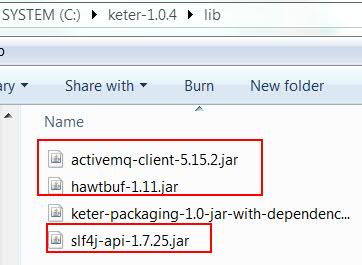 SYSTEM (C:) ▸ keter-1.0.4 ▸ lib
ary ▾ Share with ▾ Burn New folder
Name
activemq-client-5.15.2.jar
hawtbuf-1.11.jar
keter-packaging-1.0-jar-with-dependenc...
slf4j-api-1.7.25.jar